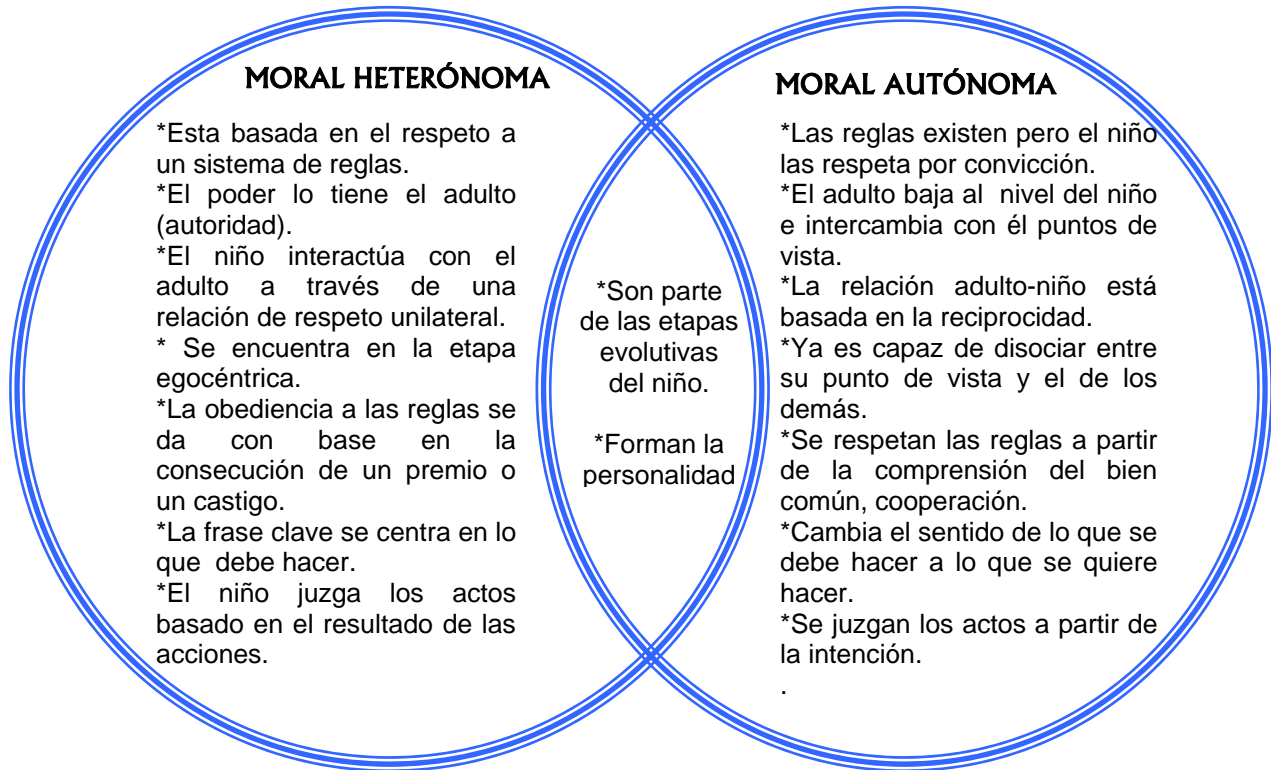 MORAL HETERÓNOMA
*Esta basada en el respeto a
un sistema de reglas.
*El poder lo tiene el adulto
(autoridad).
*El niño interactúa con el
adulto a través de una
relación de respeto unilateral.
* Se encuentra en la etapa
egocéntrica.
*La obediencia a las reglas se
da con base en la
consecución de un premio o
un castigo.
*La frase clave se centra en lo
que debe hacer.
*El niño juzga los actos
basado en el resultado de las
acciones.
*Son parte
de las etapas
evolutivas
del niño.
*Forman la
personalidad
MORAL AUTÓNOMA
*Las reglas existen pero el niño
las respeta por convicción.
*El adulto baja al nivel del niño
e intercambia con él puntos de
vista.
*La relación adulto-niño está
basada en la reciprocidad.
*Ya es capaz de disociar entre
su punto de vista y el de los
demás.
*Se respetan las reglas a partir
de la comprensión del bien
común, cooperación.
*Cambia el sentido de lo que se
debe hacer a lo que se quiere
hacer.
*Se juzgan los actos a partir de
la intención.
.